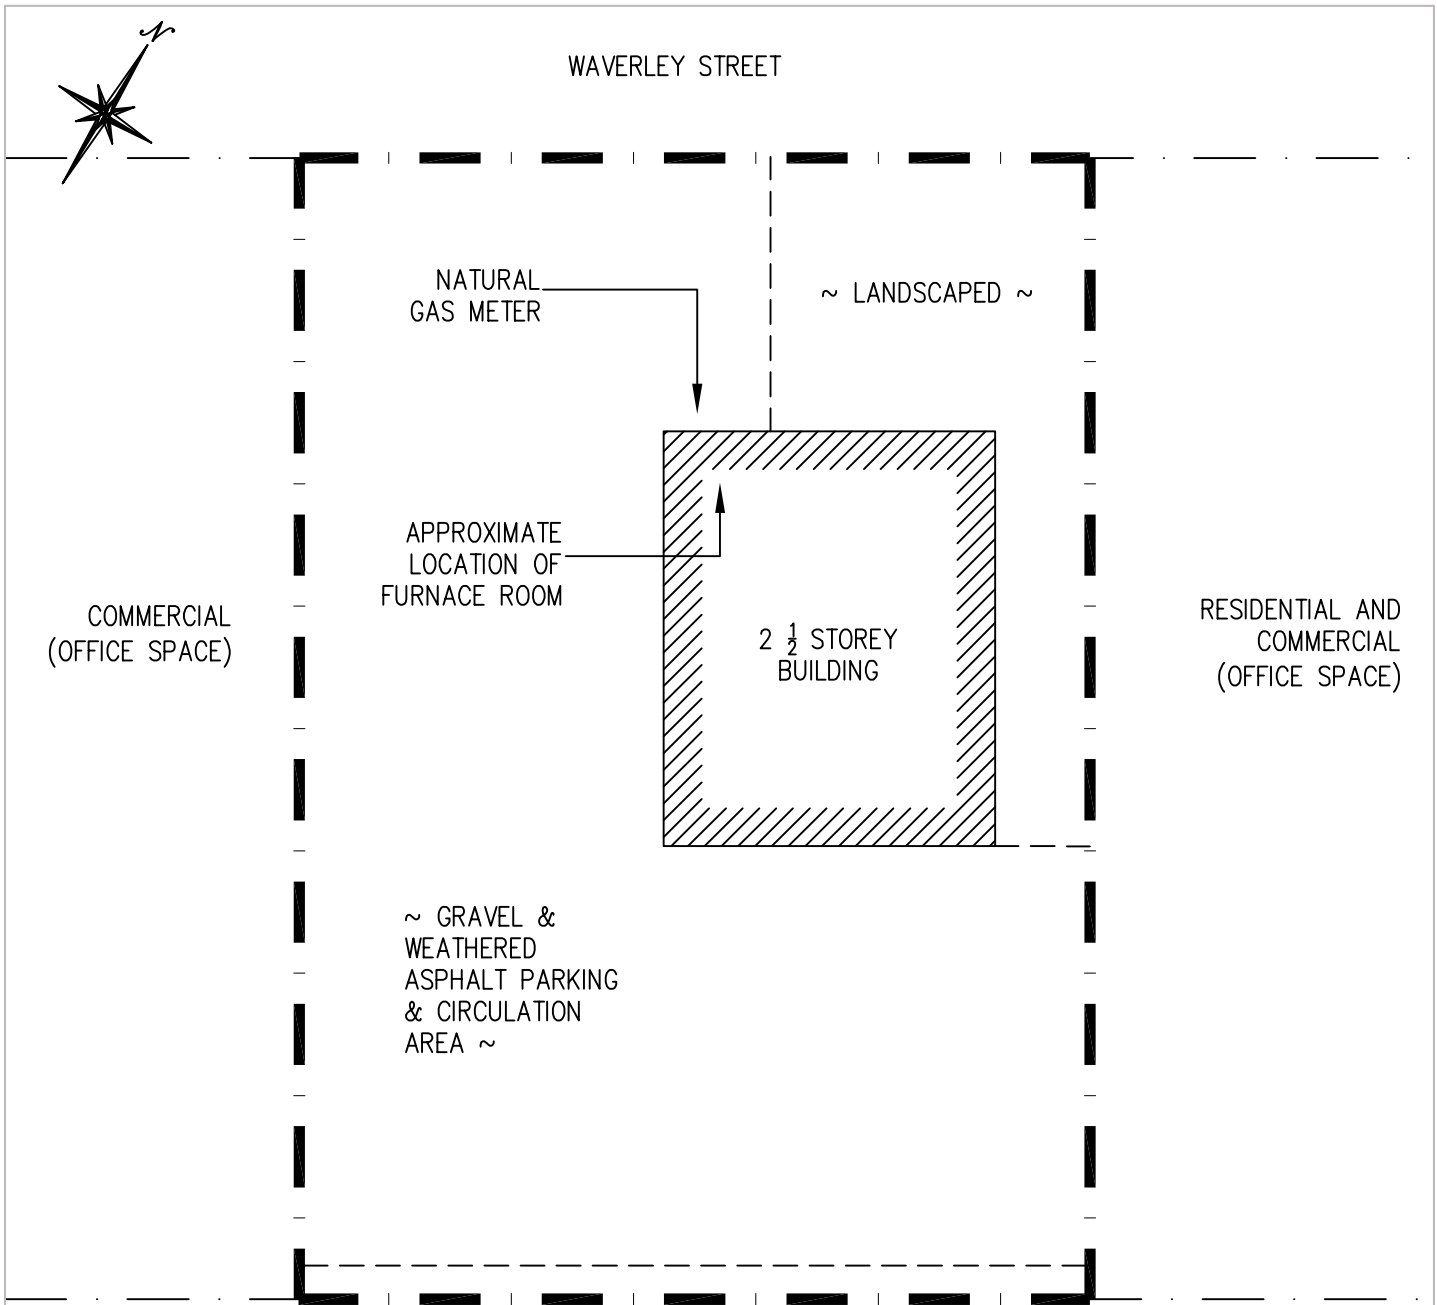 N
WAVERLEY STREET
NATURAL
GAS METER
~ LANDSCAPED ~
APPROXIMATE
LOCATION OF
FURNACE ROOM
COMMERCIAL
(OFFICE SPACE)
2 ½ STOREY
BUILDING
RESIDENTIAL AND
COMMERCIAL
(OFFICE SPACE)
~ GRAVEL &
WEATHERED
ASPHALT PARKING
& CIRCULATION
AREA ~